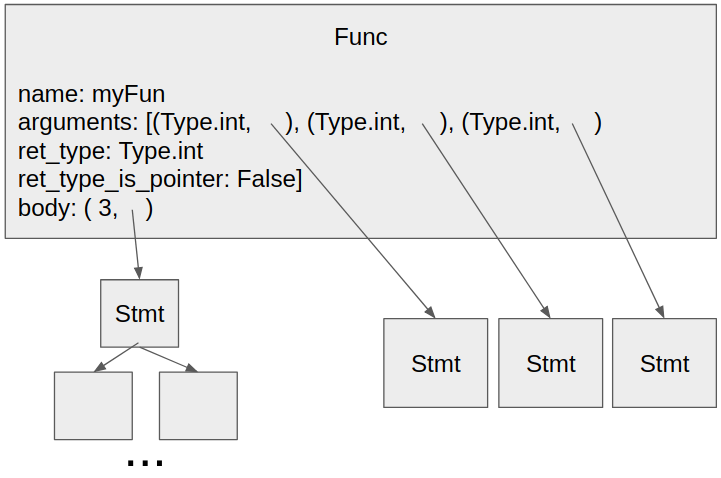 Func
name: myFun
arguments: [(Type.int, ), (Type.int, ), (Type.int, )
ret_type: Type.int
ret_type_is_pointer: False]
body: ( 3, )
Stmt
Stmt Stmt Stmt
...